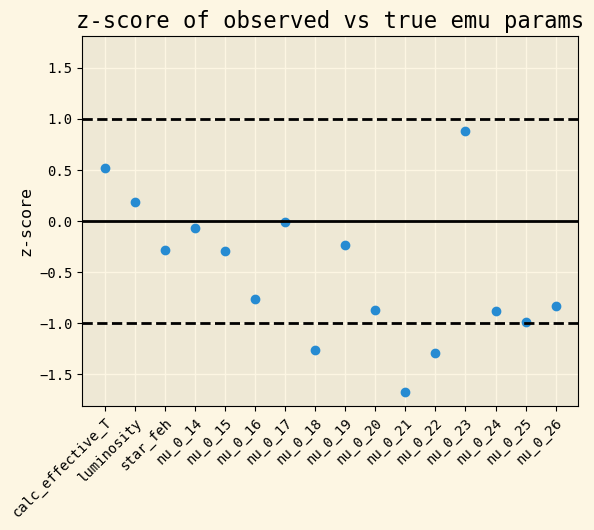 z-score of observed vs true emu params
z-score
1.5
1.0
0.5
0.0
−0.5
−1.0
−1.5
calc_effective_T
luminosity
star_feh
nu_0_14
nu_0_15
nu_0_16
nu_0_17
nu_0_18
nu_0_19
nu_0_20
nu_0_21
nu_0_22
nu_0_23
nu_0_24
nu_0_25
nu_0_26